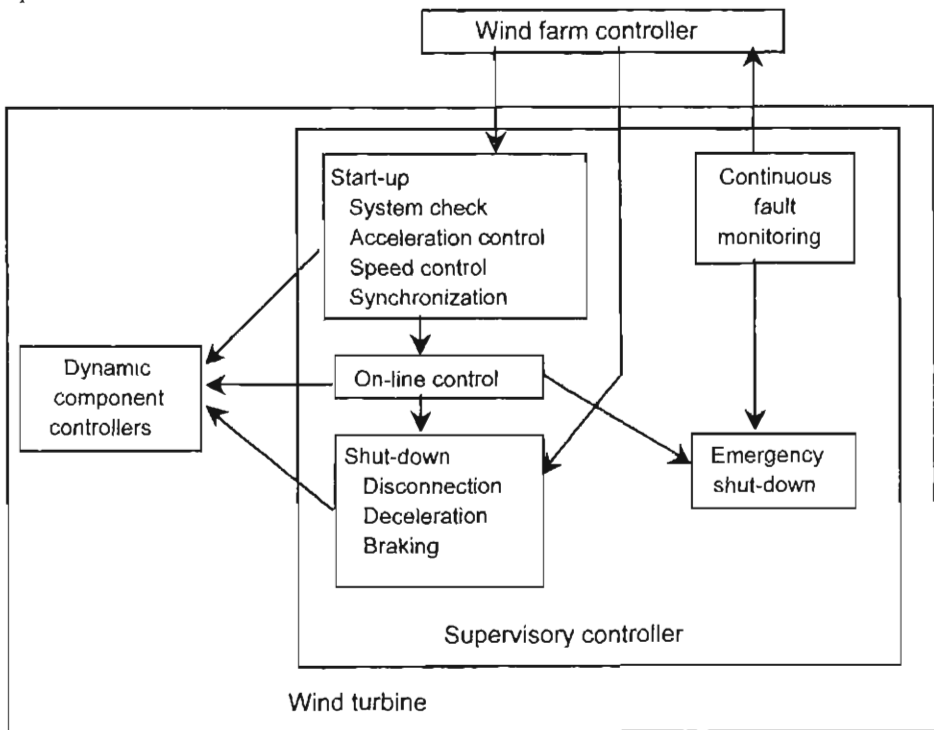 Wind farm controller
Start-up
System check
Acceleration control
Speed control
Synchronization
Continuous
fault
monitoring
Dynamic
component
controllers
On-line control
Shut-down
Disconnection
Deceleration
Braking
Emergency
shut-down
Supervisory controller
Wind turbine